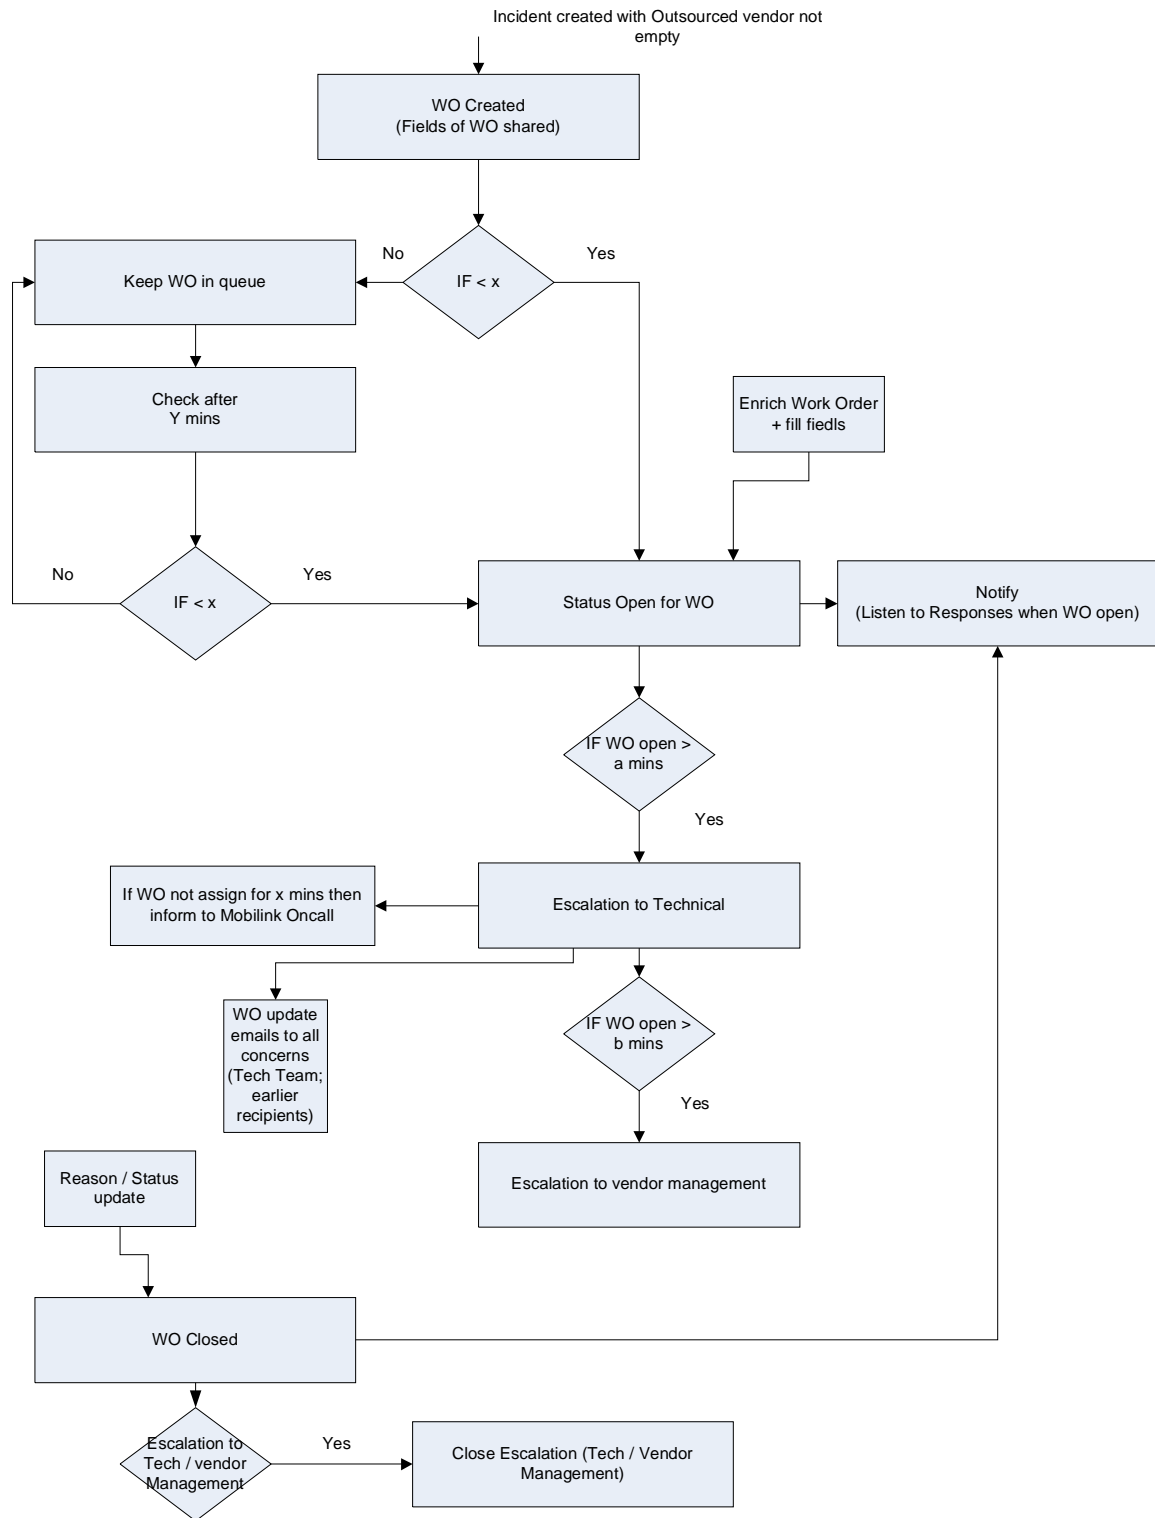 Incident created with Outsourced vendor not
empty
WO Created
(Fields of WO shared)
No
Yes
IF < x
Keep WO in queue
Check after
Y mins
Enrich Work Order
+ fill fiedls
No
Yes
IF < x
Status Open for WO
Notify
(Listen to Responses when WO open)
IF WO open >
a mins
Yes
If WO not assign for x mins then
inform to Mobilink Oncall
Escalation to Technical
WO update
emails to all
concerns
(Tech Team;
earlier
recipients)
IF WO open >
b mins
Yes
Escalation to vendor management
Reason / Status
update
WO Closed
Escalation to
Tech / vendor
Management
Yes
Close Escalation (Tech / Vendor
Management)